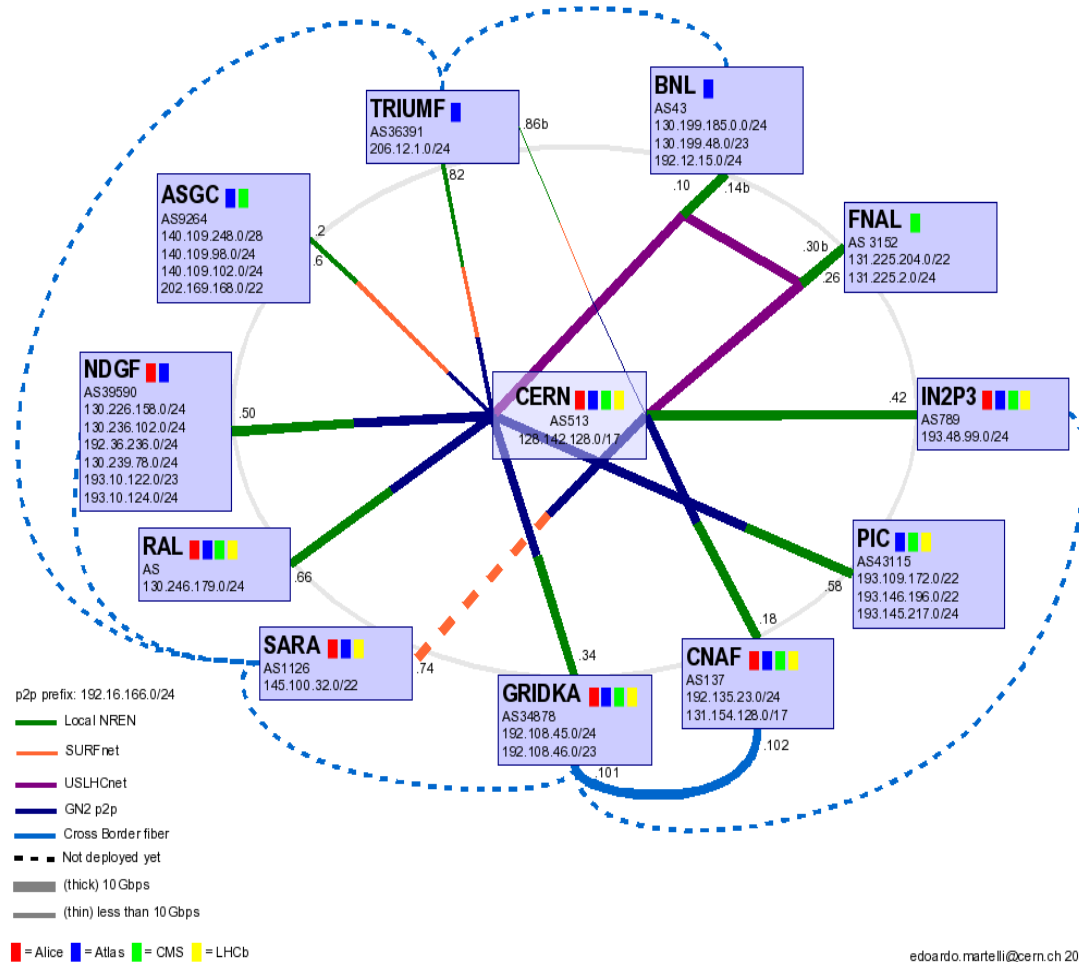 TRIUMF
AS36391
206.12.1.0/24
.86b
82
BNL
AS43
130.199.185.0.0/24
130.199.48.0/23
192.12.15.0/24
.10
.14b
ASGC
AS9264
140.109.248.0/28
140.109.98.0/24
140.109.102.0/24
202.169.168.0/22
.2
.6
FNAL
AS 3152
131.225.204.0/22
131.225.2.0/24
.30b
.26
NDGF
AS39590
130.226.158.0/24
130.236.102.0/24
192.36.236.0/24
130.239.78.0/24
193.10.122.0/23
193.10.124.0/24
.50
CERN
AS513
128.142.128.0/17
IN2P3
AS789
193.48.99.0/24
.42
RAL
AS
130.246.179.0/24
.66
PIC
AS43115
193.109.172.0/22
193.146.196.0/22
193.145.217.0/24
.58
SARA
AS1126
145.100.32.0/22
.74
GRIDKA
AS34878
192.108.45.0/24
192.108.46.0/23
.34
.101
CNAF
AS137
192.135.23.0/24
131.154.128.0/17
.18
.102
p2p prefix: 192.16.166.0/24
Local NREN
SURFnet
USLHCnet
GN2 p2p
Cross Border fiber
Not deployed yet
(thick) 10Gbps
(thin) less than 10Gbps
= Alice = Atlas = CMS = LHCb
edoardo.martelli@cern.ch 20